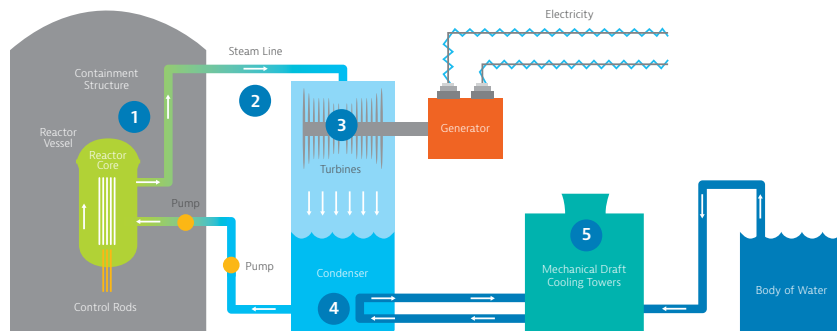 Electricity
Steam Line
Containment
Structure
1
2
3
Reactor
Vessel
Reactor
Core
Generator
Turbines
Pump
5
Pump
Condenser
Mechanical Draft
Cooling Towers
Body of Water
4
Control Rods